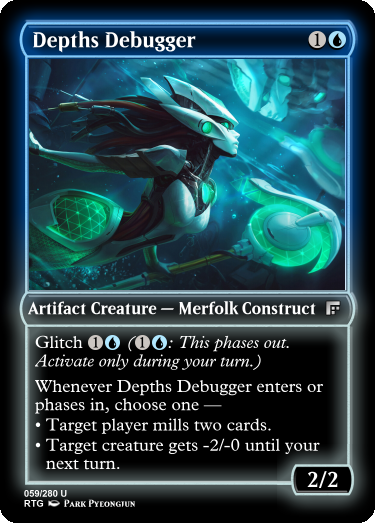 Depths Debugger 1
Artifact Creature — Merfolk Construct
Glitch 1 (1: This phases out.
Activate only during your turn.)
Whenever Depths Debugger enters or
phases in, choose one —
• Target player mills two cards.
• Target creature gets -2/-0 until your
next turn.
2/2
059/280 U
RTG Park Pyeongjun